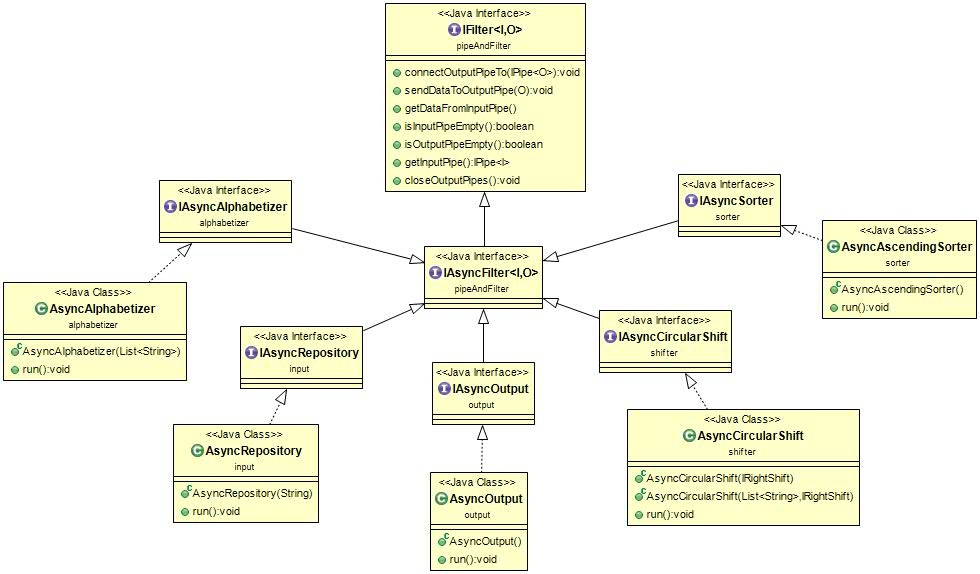 <<Java Interface>>
IFilter<I,O>
pipeAndFilter
connectOutputPipeTo(IPipe<O>):void
sendDataToOutputPipe(O):void
getDataFromInputPipe()
isInputPipeEmpty():boolean
isOutputPipeEmpty():boolean
getInputPipe():IPipe<I>
closeOutputPipes():void
<<Java Interface>>
IAsyncAlphabetizer
alphabetizer
<<Java Interface>>
IAsyncSorter
sorter
<<Java Class>>
AsyncAscendingSorter
sorter
AsyncAscendingSorter()
run():void
<<Java Interface>>
IAsyncFilter<I,O>
pipeAndFilter
<<Java Class>>
AsyncAlphabetizer
alphabetizer
AsyncAlphabetizer(List<String>)
run():void
<<Java Interface>>
IAsyncRepository
input
<<Java Interface>>
IAsyncCircularShift
shifter
<<Java Interface>>
IAsyncOutput
output
<<Java Class>>
AsyncRepository
input
AsyncRepository(String)
run():void
<<Java Class>>
AsyncOutput
output
AsyncOutput()
run():void
<<Java Class>>
AsyncCircularShift
shifter
AsyncCircularShift(IRightShift)
AsyncCircularShift(List<String>,IRightShift)
run():void